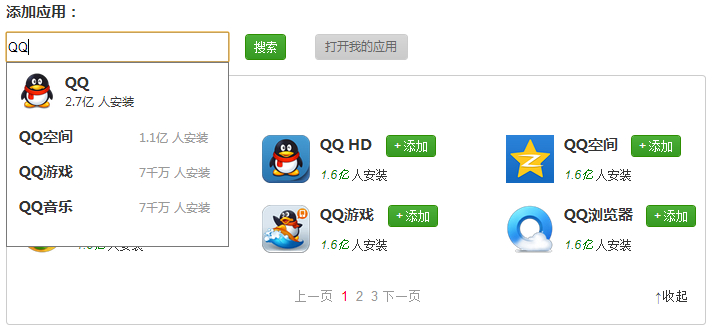 添加应用：
QQ 搜索 打开我的应用
QQ
2.7亿 人安装
QQ空间 1.1亿 人安装
QQ游戏 7千万 人安装
QQ音乐 7千万 人安装
QQ HD +添加
1.6亿人安装
QQ空间 +添加
1.6亿人安装
QQ游戏 +添加
1.6亿人安装
QQ浏览器 +添加
1.6亿人安装
人安装
上一页 1 2 3 下一页
↑收起